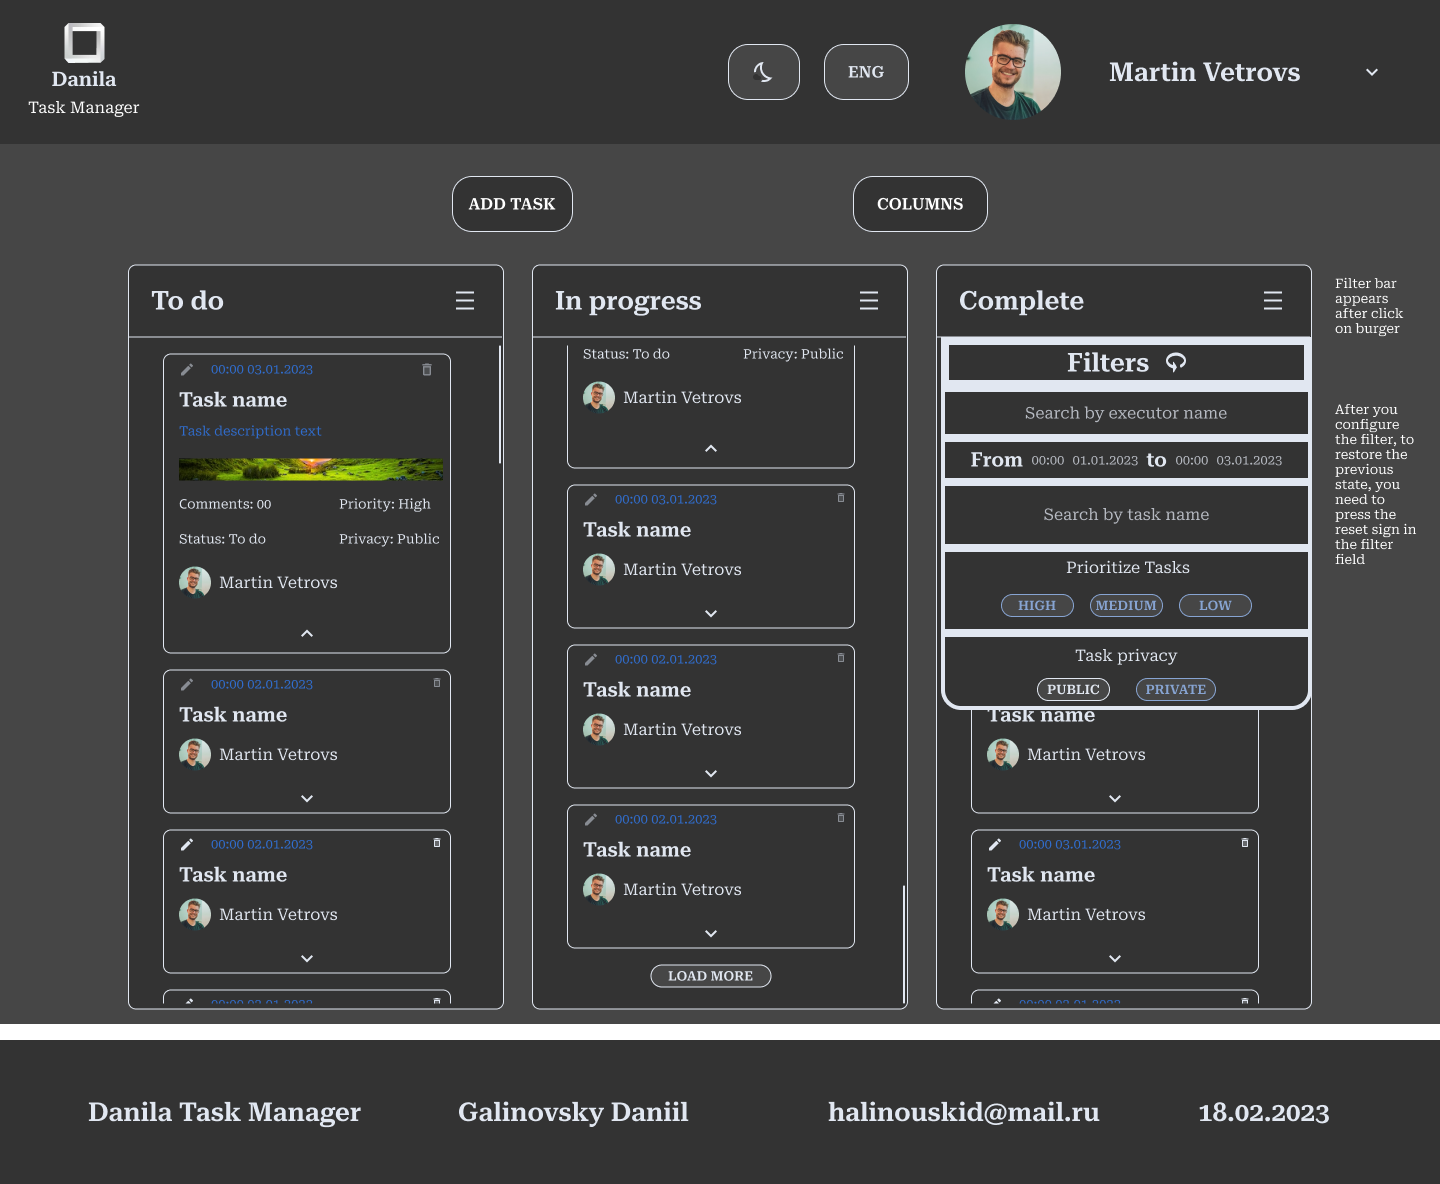 Danila
Task Manager
ENG
Martin Vetrovs
ADD TASK
COLUMNS
To do
00:00 03.01.2023
Task name
Task description text
Comments: 00
Priority: High
Status: To do
Privacy: Public
Martin Vetrovs
00:00 02.01.2023
Task name
Martin Vetrovs
00:00 02.01.2023
Task name
Martin Vetrovs
In progress
Status: To do
Privacy: Public
Martin Vetrovs
00:00 03.01.2023
Task name
Martin Vetrovs
00:00 02.01.2023
Task name
Martin Vetrovs
00:00 02.01.2023
Task name
Martin Vetrovs
LOAD MORE
Complete
Filters
Search by executor name
From 00:00 01.01.2023 to 00:00 03.01.2023
Search by task name
Prioritize Tasks
HIGH
MEDIUM
LOW
Task privacy
PUBLIC
PRIVATE
Task name
Martin Vetrovs
00:00 03.01.2023
Task name
Martin Vetrovs
Filter bar
appears
after click
on burger
After you
configure
the filter, to
restore the
previous
state, you
need to
press the
reset sign in
the filter
field
Danila Task Manager
Galinovsky Daniil
halinouskid@mail.ru
18.02.2023